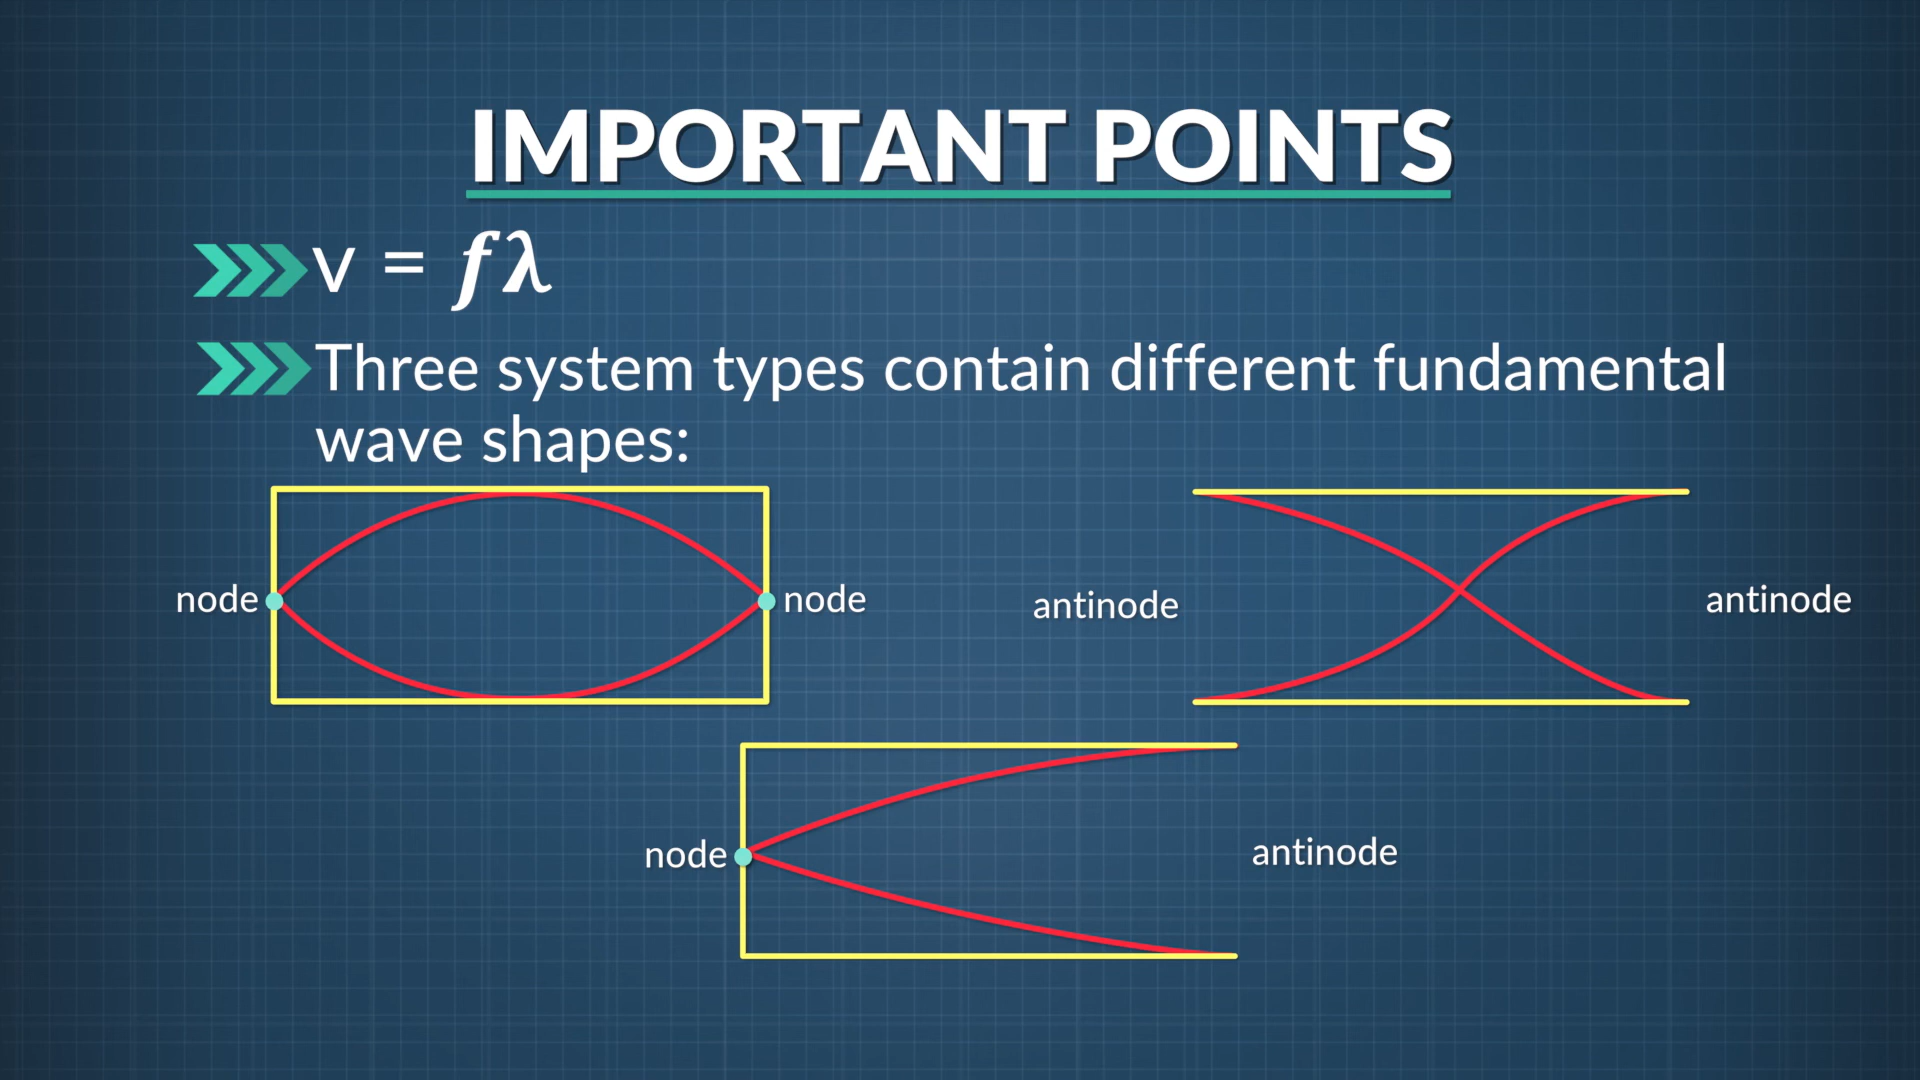 IMPORTANT POINTS
v = fλ
Three system types contain different fundamental
wave shapes:
node node antinode antinode
node antinode